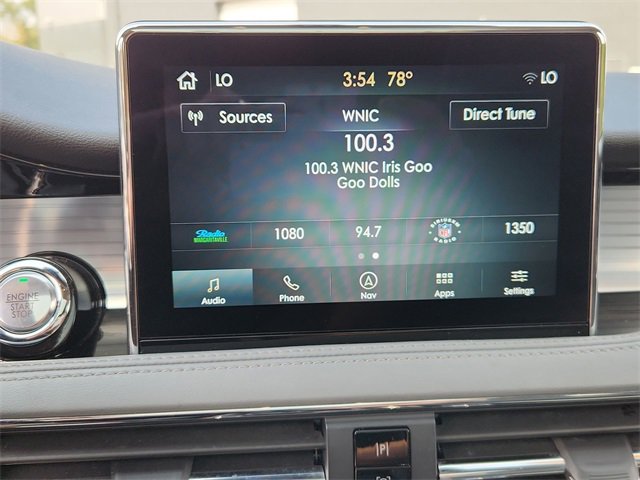 LO 3:54 78° LO
Sources WNIC Direct Tune
100.3
100.3 WNIC Iris Goo
Goo Dolls
Radio
MARGARITAVILLE
1080 94.7
SIRIUSXM
NFL
RADIO
1350
Audio Phone Nav Apps Settings
ENGINE
START
STOP
P